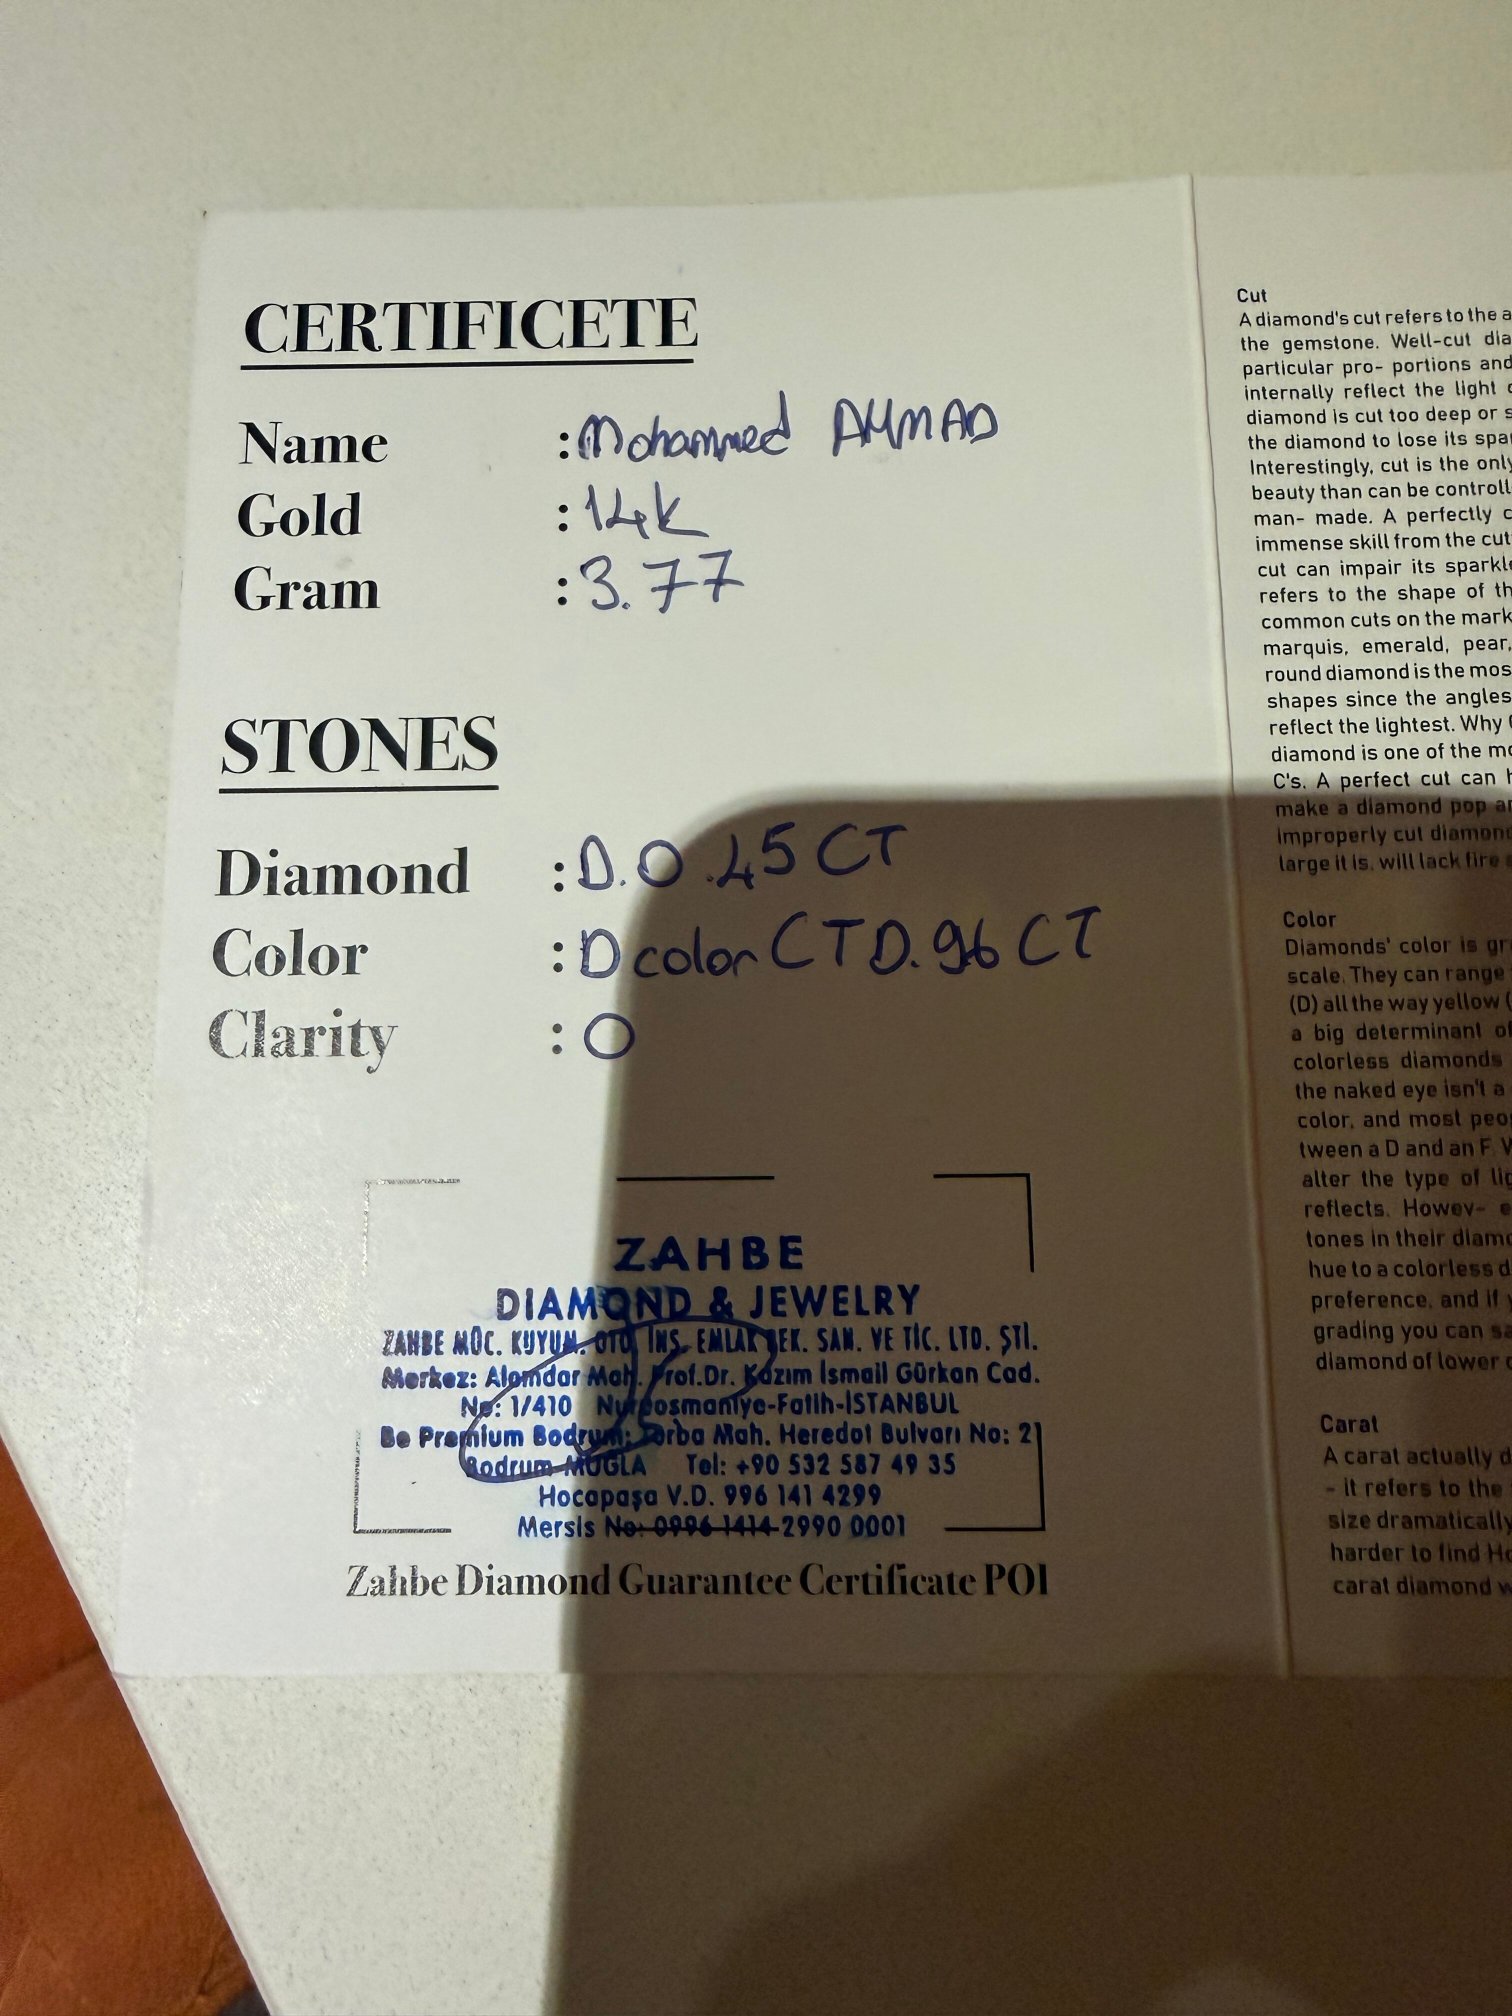 CERTIFICETE
Name : Mohammed AHMAD
Gold : 14k
Gram : 3.77
STONES
Diamond : D.0.45 CT
Color : D color CTD.96 CT
Clarity : O
ZAHBE
DIAMOND & JEWELRY
ZAHBE MÜC. KUYUM. OTO. İNŞ. EMLAK TEK. SAN. VE TİC. LTD. ŞTİ.
Merkez: Alemdar Mah. Prof.Dr. Kazım İsmail Gürkan Cad.
No: 1/410 Nuruosmaniye-Fatih-İSTANBUL
Be Premium Bodrum: Torba Mah. Heredot Bulvarı No: 21
Bodrum-MUĞLA Tel: +90 532 587 49 35
Hocapaşa V.D. 996 141 4299
Mersis No: 0996 1414 2990 0001
Zahbe Diamond Guarantee Certificate POI
Cut
A diamond's cut refers to the
the gemstone. Well-cut
particular pro- portions and
internally reflect the light
diamond is cut too deep or
the diamond to lose its
Interestingly, cut is the only
beauty than can be
man- made. A perfectly
immense skill from the
cut can impair its
refers to the shape of
common cuts on the
marquis, emerald, pear,
round diamond is the
shapes since the angles
reflect the lightest. Why
diamond is one of the
C's. A perfect cut can
make a diamond pop
improperly cut
large it is, will lack fire
Color
Diamonds' color is
scale. They can range
(D) all the way yellow (
a big determinant
colorless diamonds
the naked eye isn't a
color, and most
tween a D and an F.
alter the type of
reflects. Howev-
tones in their
hue to a colorless
preference, and if
grading you can
diamond of lower
Carat
A carat actually
- it refers to the
size dramatically
harder to find
carat diamond